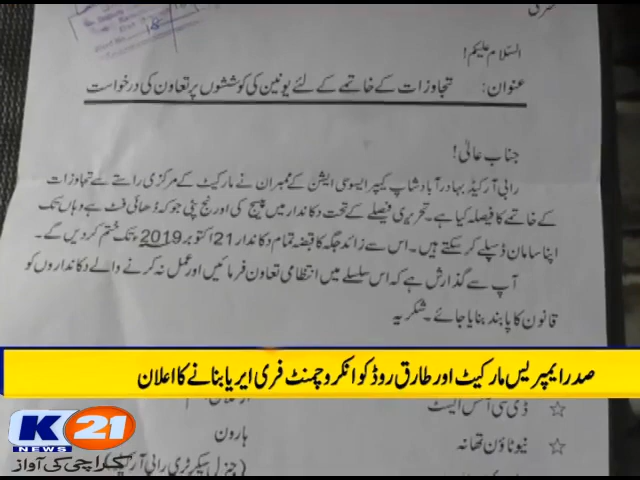 السلام علیکم!
عنوان: تجاوزات کے خاتمے کے لئے یونین کی کوششوں پر تعاون کی درخواست
جناب عالی!
رابی آرکیڈ بہادر آباد شاپ کیپر ایسوسی ایشن کے ممبران نے مارکیٹ کے مرکزی راستے سے تجاوزات
کے خاتمے کا فیصلہ کیا ہے۔ تحریری فیصلے کے تحت دکاندار میں پیسج کی اورنج پٹی جو کہ ڈھائی فٹ ہے وہاں تک
اپنا سامان ڈسپلے کر سکتے ہیں۔ اس سے زائد جگہ کا قبضہ تمام دکاندار 21 اکتوبر 2019ء تک ختم کر دیں گے۔
آپ سے گذارش ہے کہ اس سلسلے میں انتظامی تعاون فرمائیں اور عمل نہ کرنے والے دکانداروں کو
قانون کا پابند بنایا جائے۔ شکریہ
صدر ایمپریس مارکیٹ اور طارق روڈ کو انکروچمنٹ فری ایریا بنانے کا اعلان
☆ ڈی سی آفس ایسٹ
☆ نیو ٹاؤن تھانہ
ہارون
(جنرل سیکرٹری رابی آرکیڈ
K21
NEWS
کراچی کی آواز